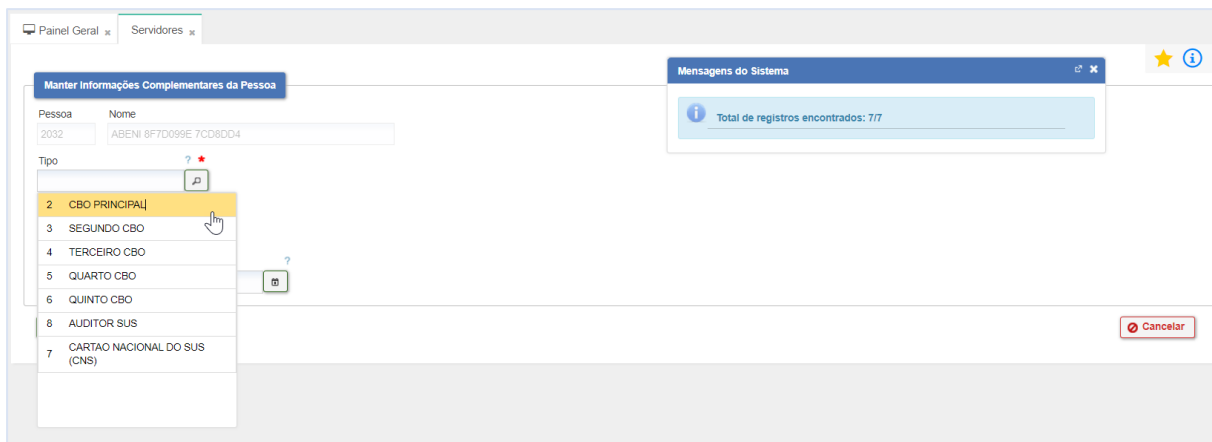 Painel Geral Servidores
Manter Informações Complementares da Pessoa
Mensagens do Sistema
Total de registros encontrados: 7/7
Pessoa Nome
2032 ABENI 8F7D099E 7CD8DD4
Tipo ? *
2 CBO PRINCIPAL
3 SEGUNDO CBO
4 TERCEIRO CBO
?
5 QUARTO CBO
6 QUINTO CBO
8 AUDITOR SUS
7 CARTAO NACIONAL DO SUS
(CNS)
Cancelar